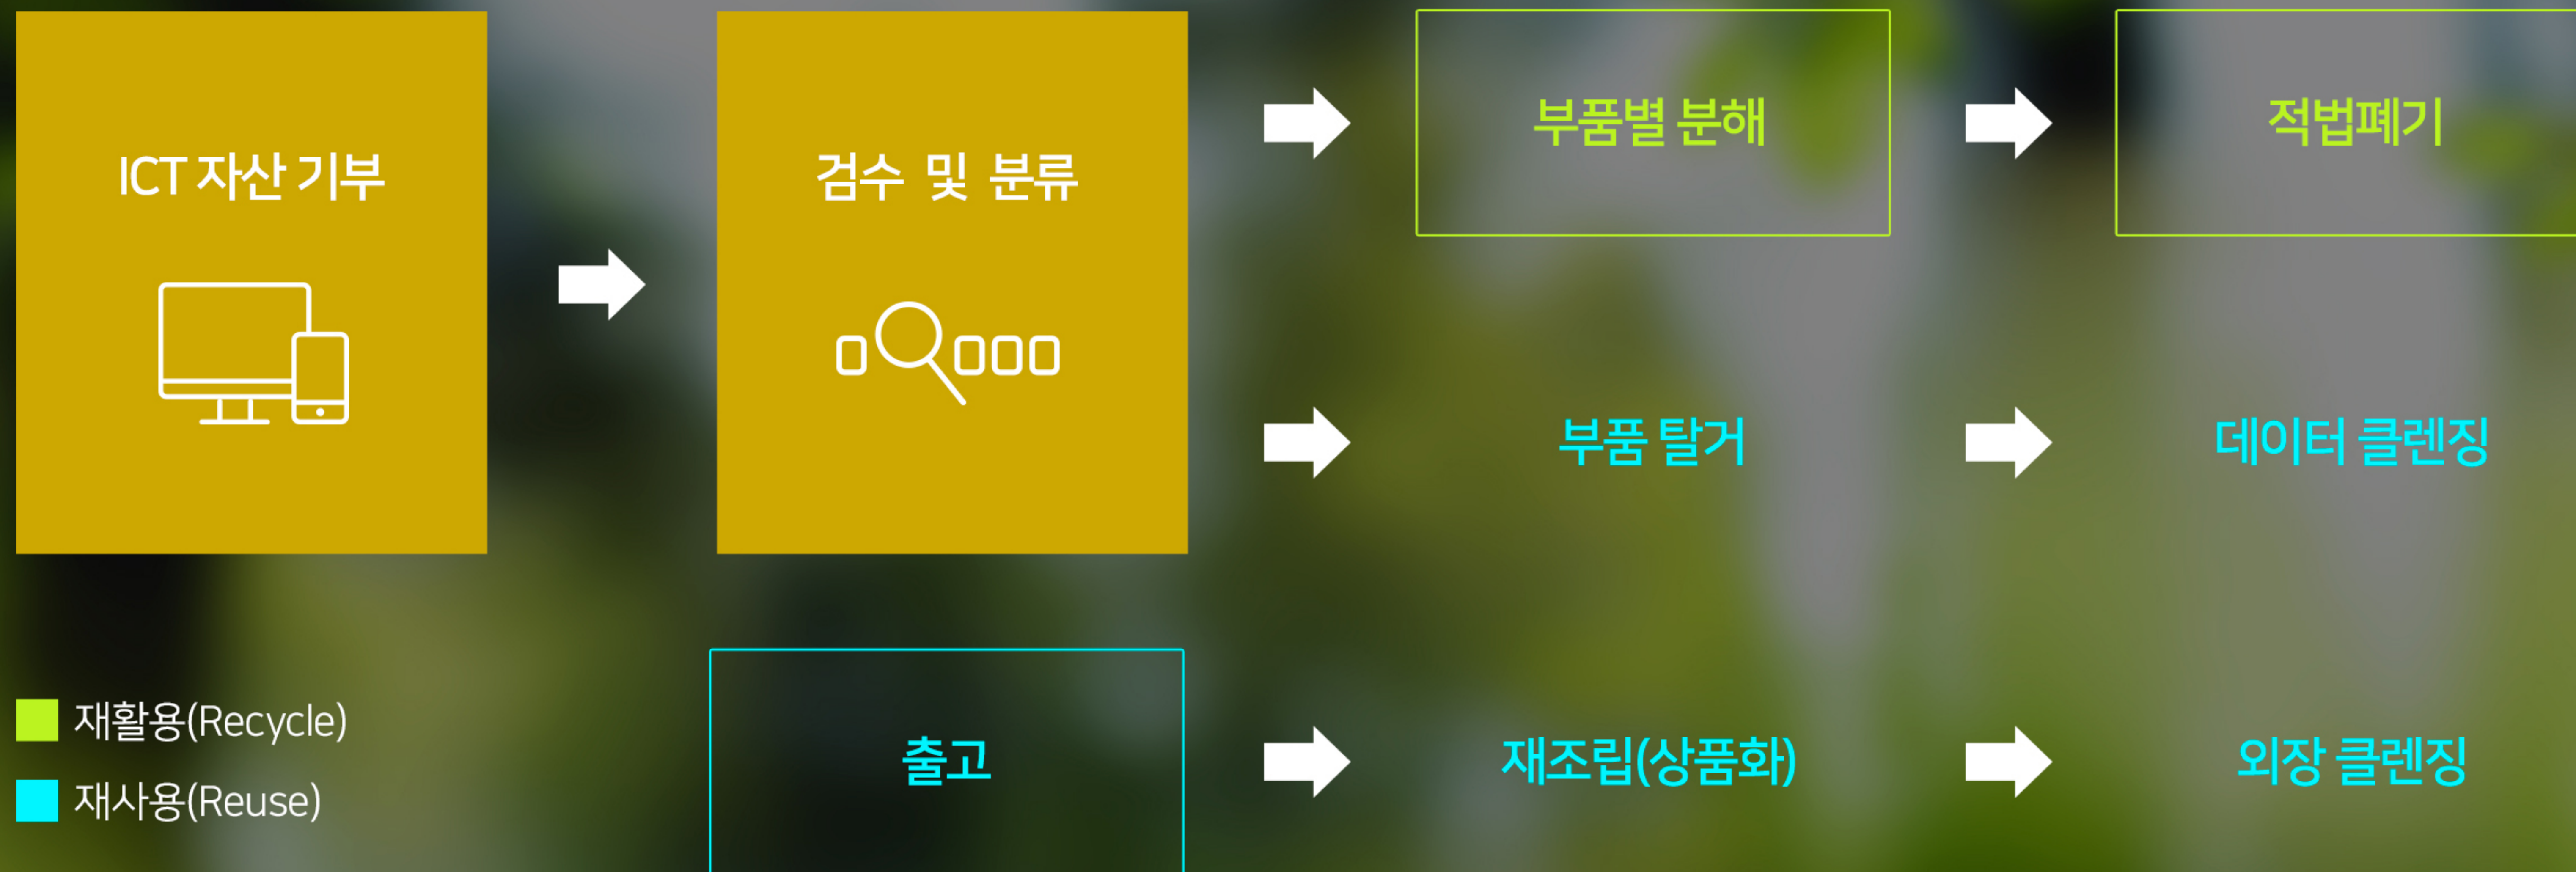 ICT 자산 기부
검수 및 분류
부품별 분해
적법폐기
부품 탈거
데이터 클렌징
출고
재조립(상품화)
외장 클렌징
재활용(Recycle)
재사용(Reuse)